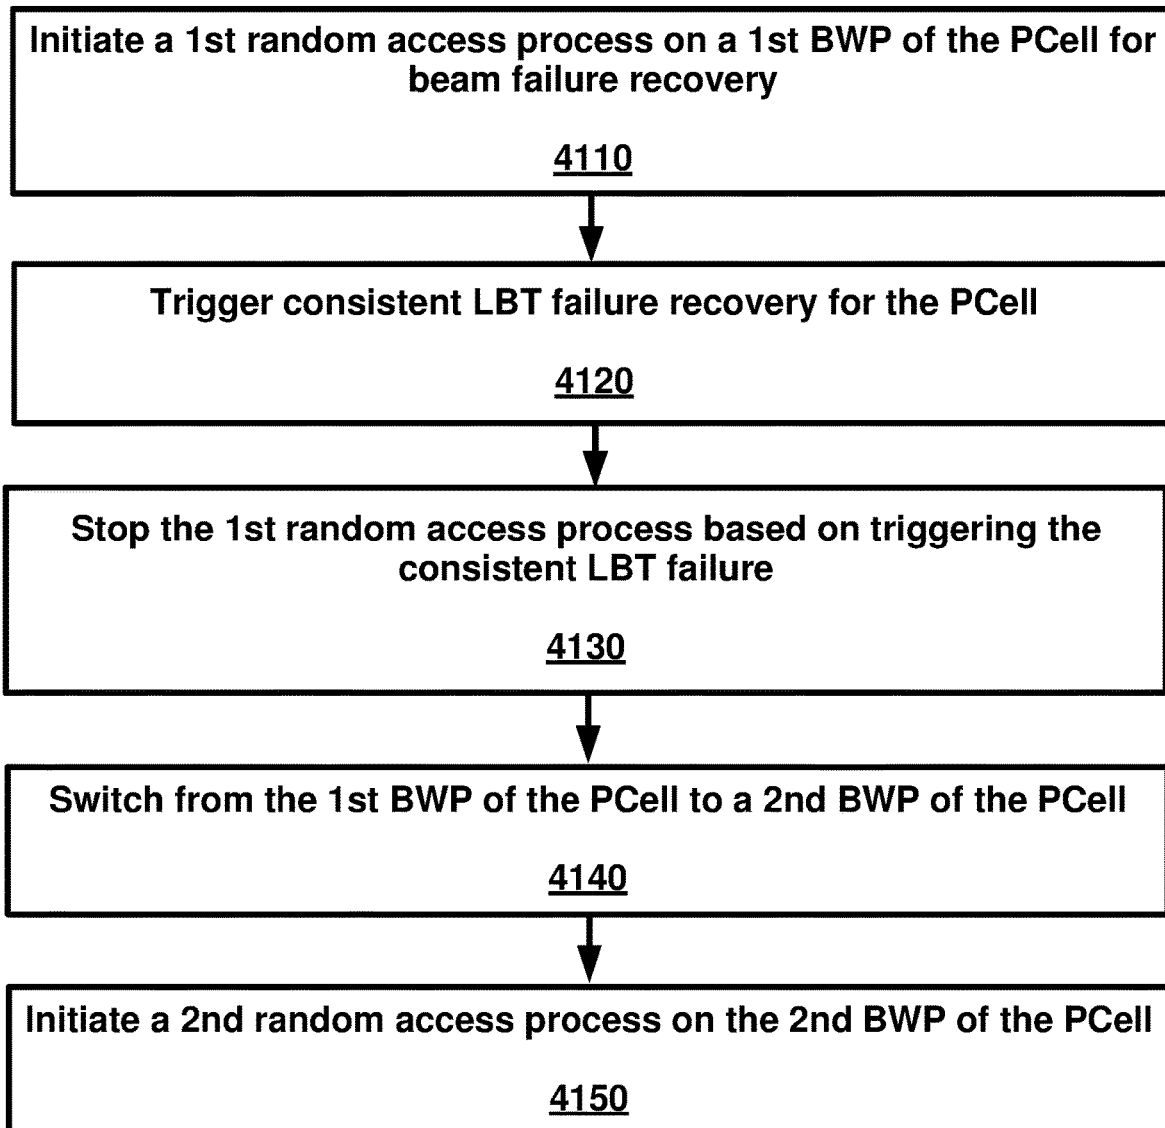 Initiate a 1st random access process on a 1st BWP of the PCell for
beam failure recovery
4110
Trigger consistent LBT failure recovery for the PCell
4120
Stop the 1st random access process based on triggering the
consistent LBT failure
4130
Switch from the 1st BWP of the PCell to a 2nd BWP of the PCell
4140
Initiate a 2nd random access process on the 2nd BWP of the PCell
4150